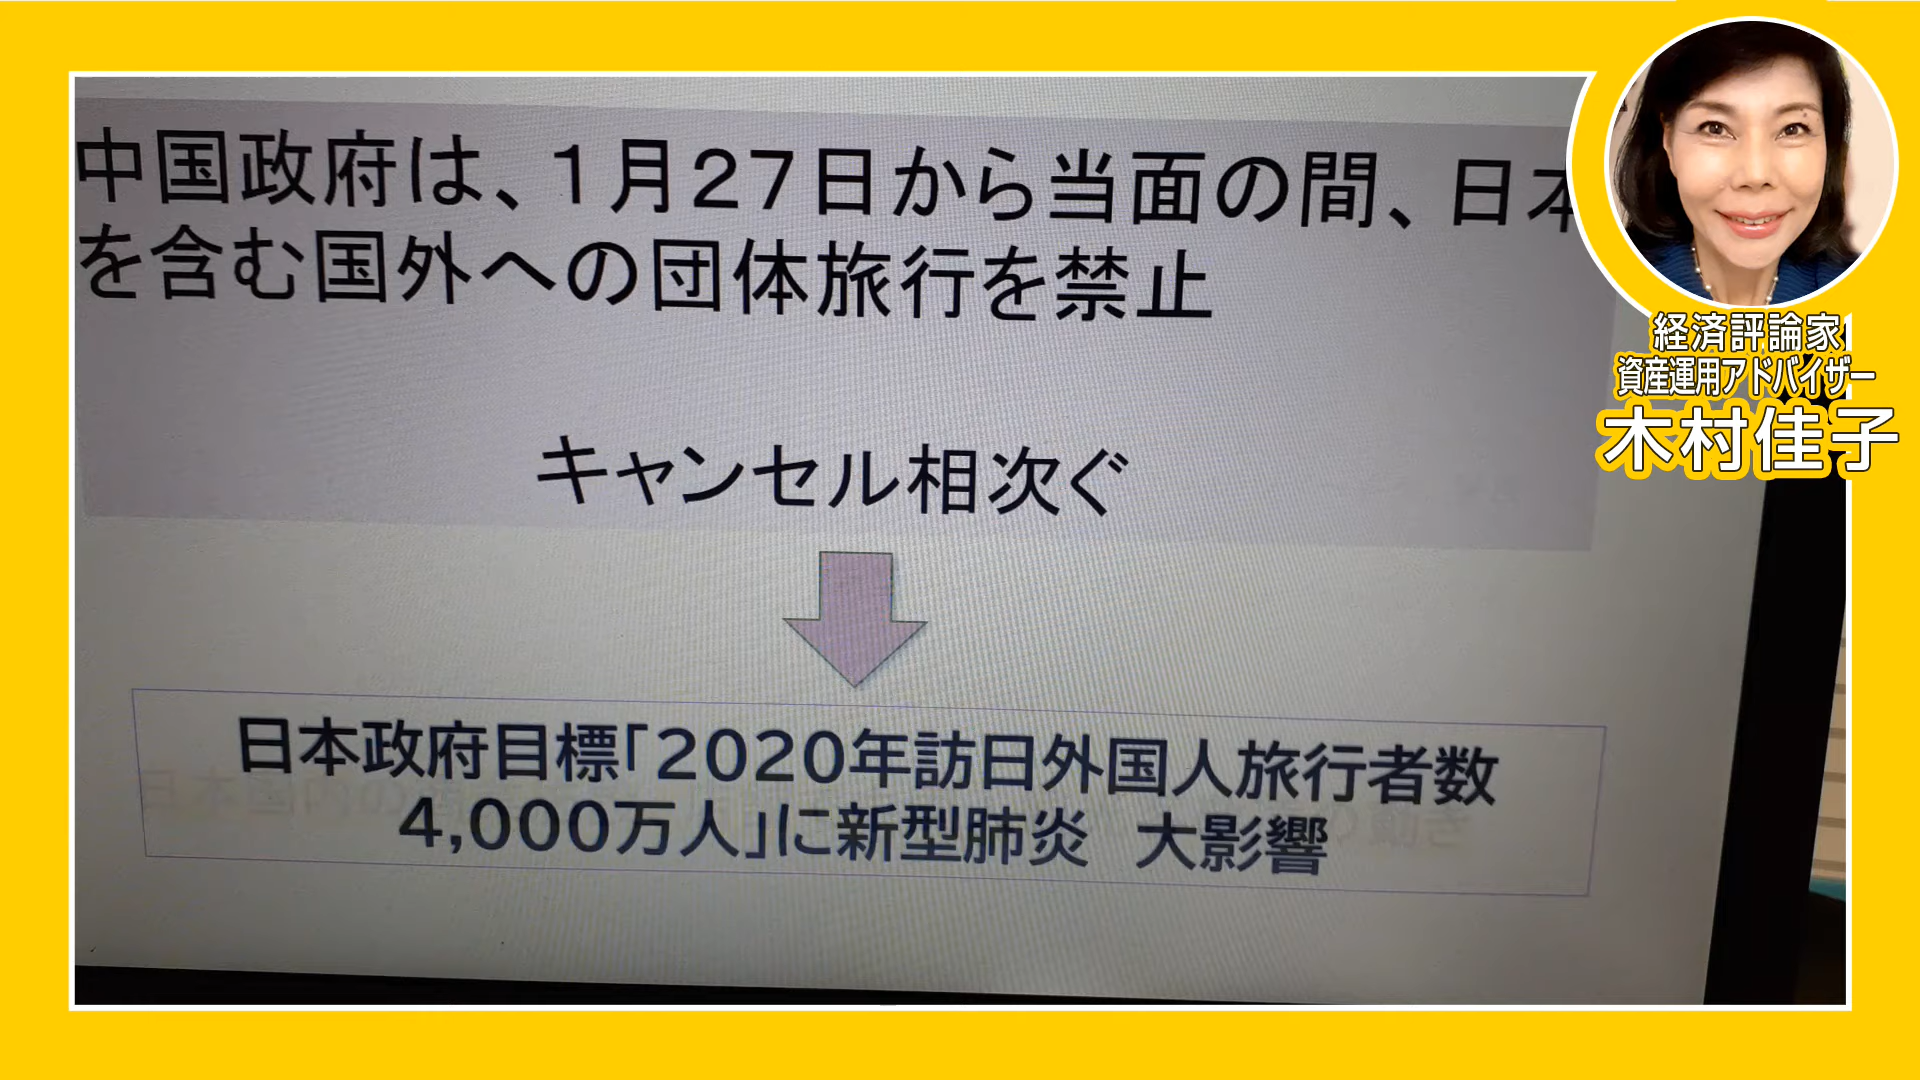 中国政府は、1月27日から当面の間、日本
を含む国外への団体旅行を禁止
キャンセル相次ぐ
日本政府目標「2020年訪日外国人旅行者数
4,000万人」に新型肺炎　大影響
経済評論家
資産運用アドバイザー
木村佳子